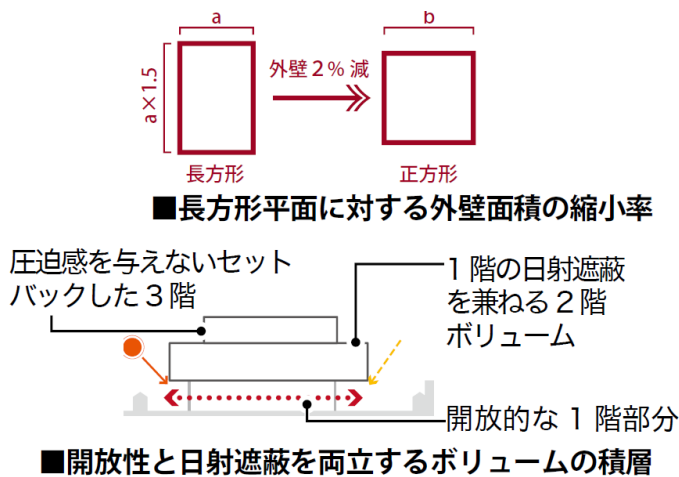 a
b
a×1.5
外壁2%減
長方形
正方形
■長方形平面に対する外壁面積の縮小率
圧迫感を与えないセット
バックした3階
1階の日射遮蔽
を兼ねる2階
ボリューム
開放的な1階部分
■開放性と日射遮蔽を両立するボリュームの積層